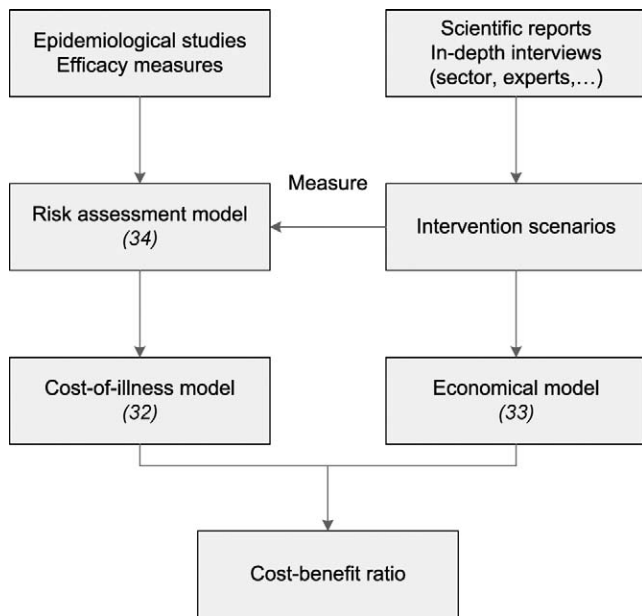 Epidemiological studies
Efficacy measures
Scientific reports
In-depth interviews
(sector, experts,…)
Measure
Risk assessment model
(34)
Intervention scenarios
Cost-of-illness model
(32)
Economical model
(33)
Cost-benefit ratio